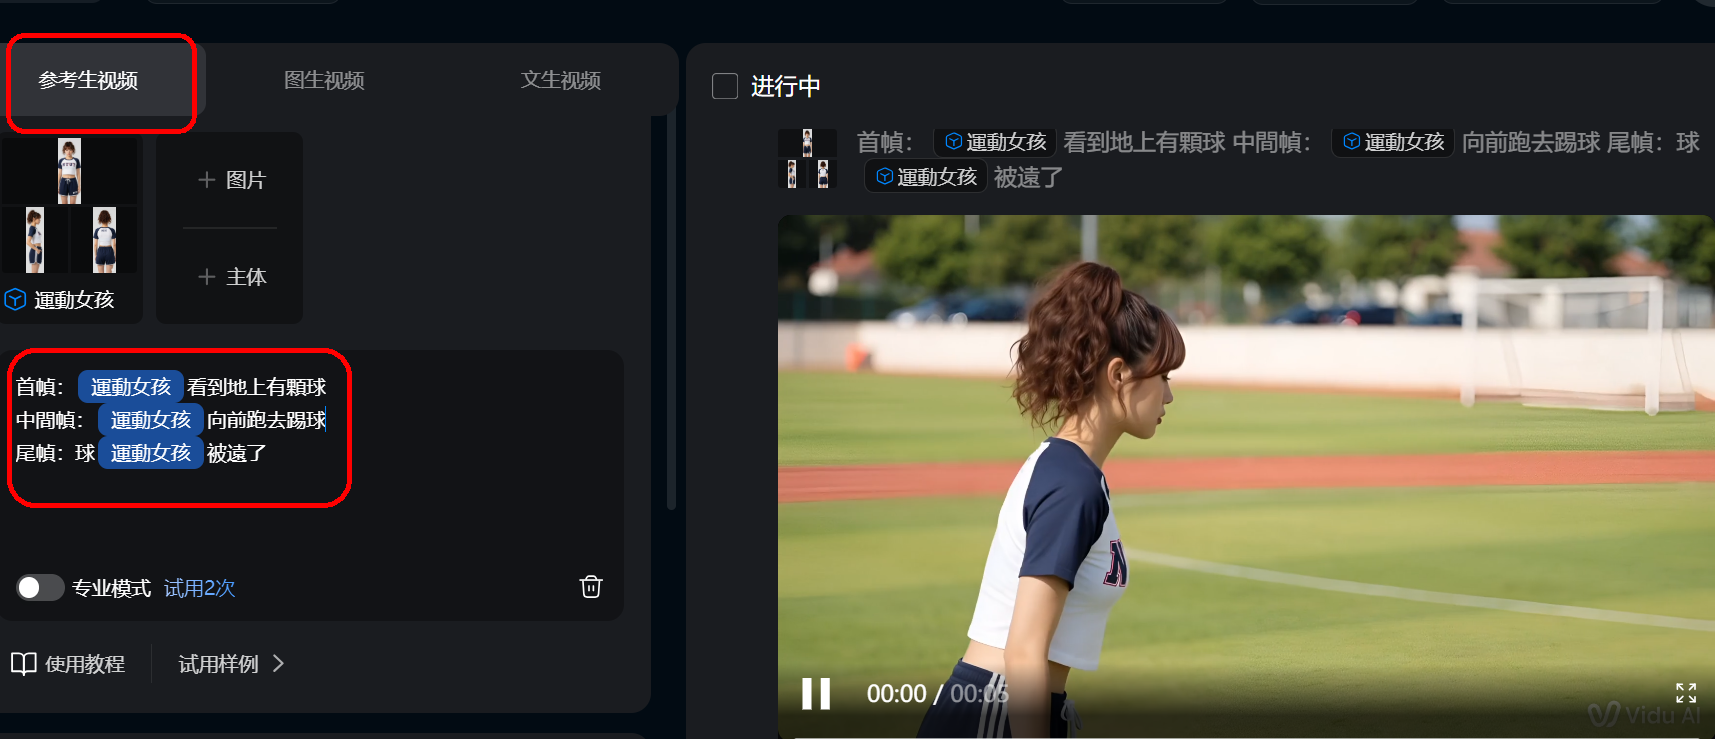 参考生视频
图生视频
文生视频
+ 图片
+ 主体
運動女孩
首幀： 運動女孩 看到地上有顆球
中間幀： 運動女孩 向前跑去踢球
尾幀：球 運動女孩 被遠了
专业模式 试用2次
使用教程
试用样例
进行中
首幀： 運動女孩 看到地上有顆球 中間幀： 運動女孩 向前跑去踢球 尾幀：球
運動女孩 被遠了
N
00:00 / 00:05
Vidu AI